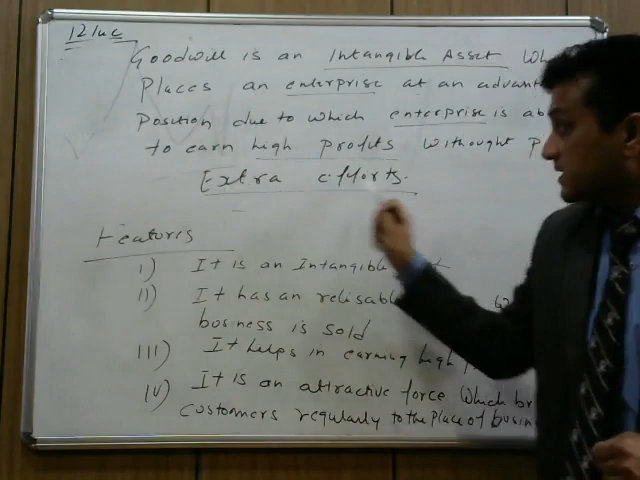 12 luc
Goodwill is an Intangible Asset Wh
Places an enterprise at an advant
Position due to which enterprise is ab
to earn high profits withought p
Extra efforts.
Features
I) It is an Intangible
II) It has an relisabl
business is sold
III) It helps in earning high
IV) It is an attractive force which br
customers regularly to the place of busin